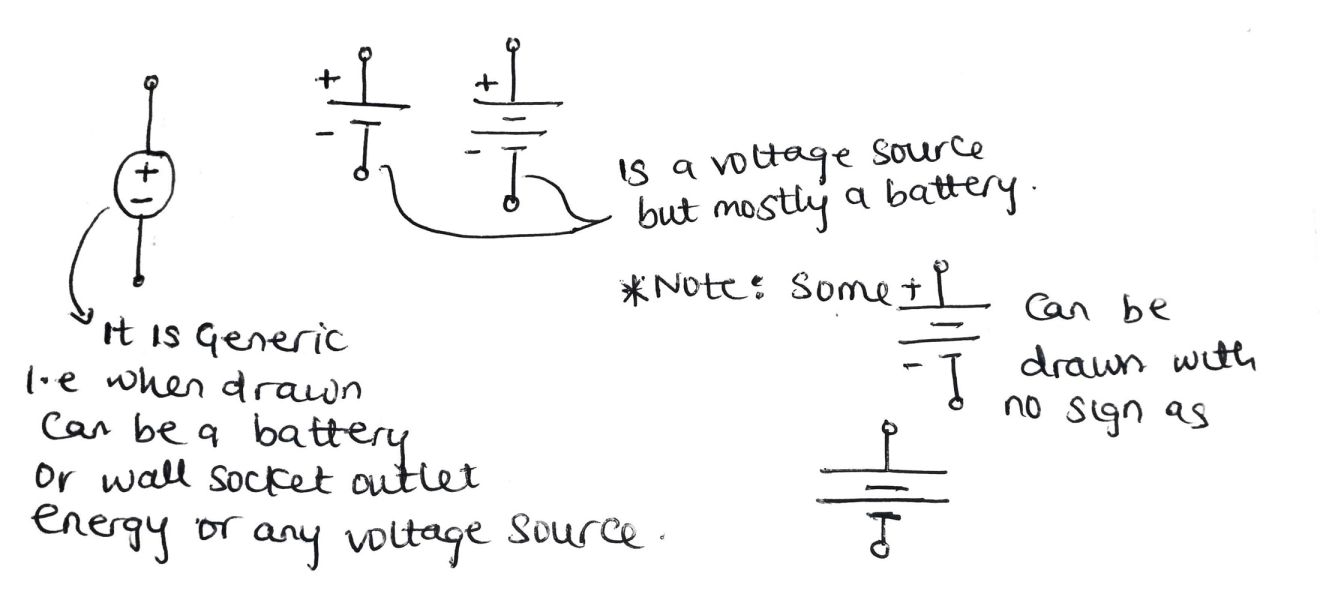 +
-
+
-
+
-
Is a voltage source
but mostly a battery.
*Note: Some + - can be
drawn with
no sign as
It is Generic
I.e when drawn
can be a battery
or wall socket outlet
energy or any voltage source.